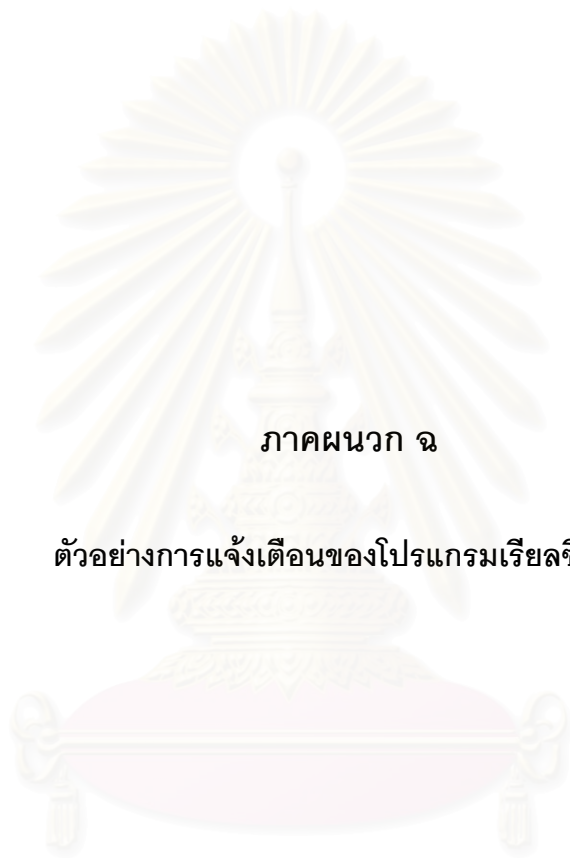 ภาคผนวก ฉ
ตัวอย่างการแจ้งเตือนของโปรแกรมเรียลซี